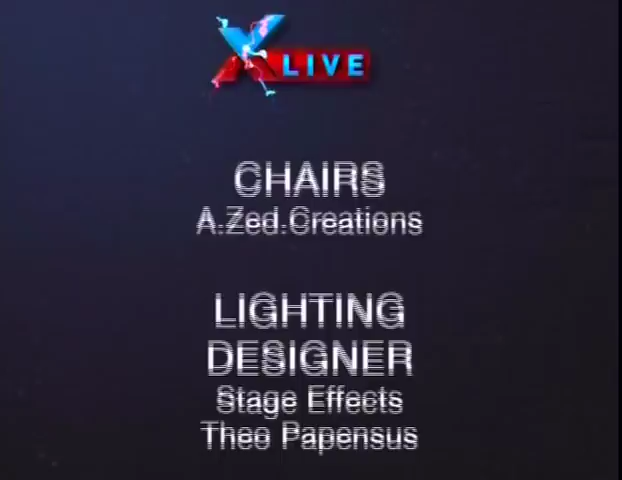 X LIVE
CHAIRS
A.Zed.Creations
LIGHTING
DESIGNER
Stage Effects
Theo Papensus